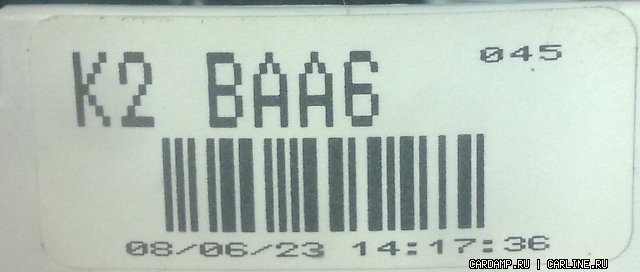 K2 BAA6
045
08/06/23 14:17:36
CARDAMP.RU | CARLINE.RU